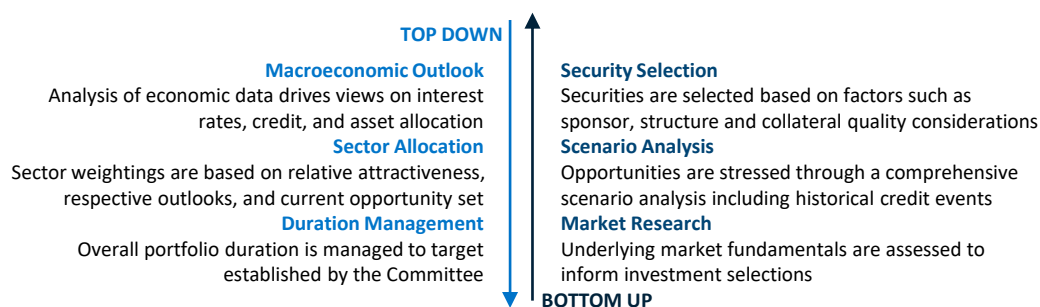 TOP DOWN
Macroeconomic Outlook
Analysis of economic data drives views on interest
rates, credit, and asset allocation
Sector Allocation
Sector weightings are based on relative attractiveness,
respective outlooks, and current opportunity set
Duration Management
Overall portfolio duration is managed to target
established by the Committee
Security Selection
Securities are selected based on factors such as
sponsor, structure and collateral quality considerations
Scenario Analysis
Opportunities are stressed through a comprehensive
scenario analysis including historical credit events
Market Research
Underlying market fundamentals are assessed to
inform investment selections
BOTTOM UP